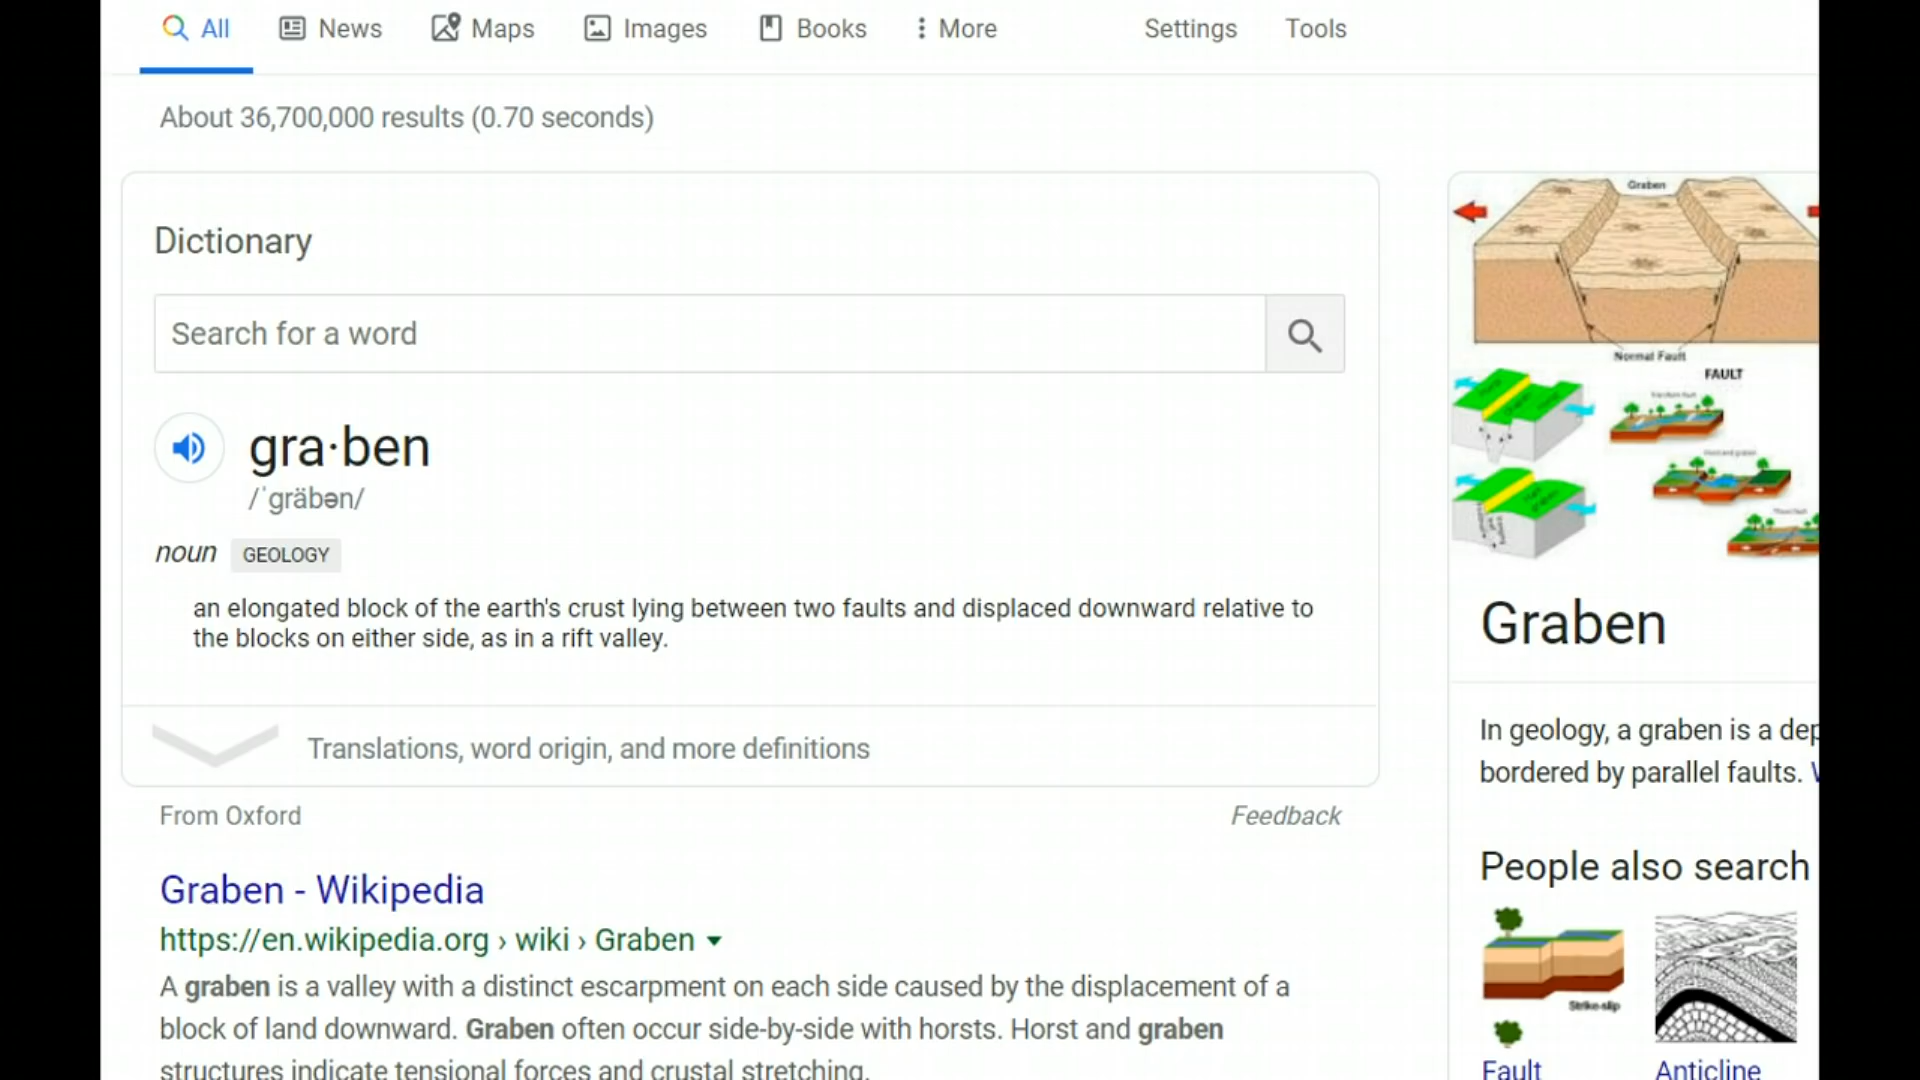 All News Maps Images Books More Settings Tools
About 36,700,000 results (0.70 seconds)
Dictionary
Search for a word
gra·ben
/ˈgräbən/
noun GEOLOGY
an elongated block of the earth's crust lying between two faults and displaced downward relative to
the blocks on either side, as in a rift valley.
Translations, word origin, and more definitions
From Oxford Feedback
Graben - Wikipedia
https://en.wikipedia.org › wiki › Graben
A graben is a valley with a distinct escarpment on each side caused by the displacement of a
block of land downward. Graben often occur side-by-side with horsts. Horst and graben
structures indicate tensional forces and crustal stretching.
Graben
Normal Fault
FAULT
Graben
In geology, a graben is a dep
bordered by parallel faults.
People also search
Strike-slip
Fault Anticline